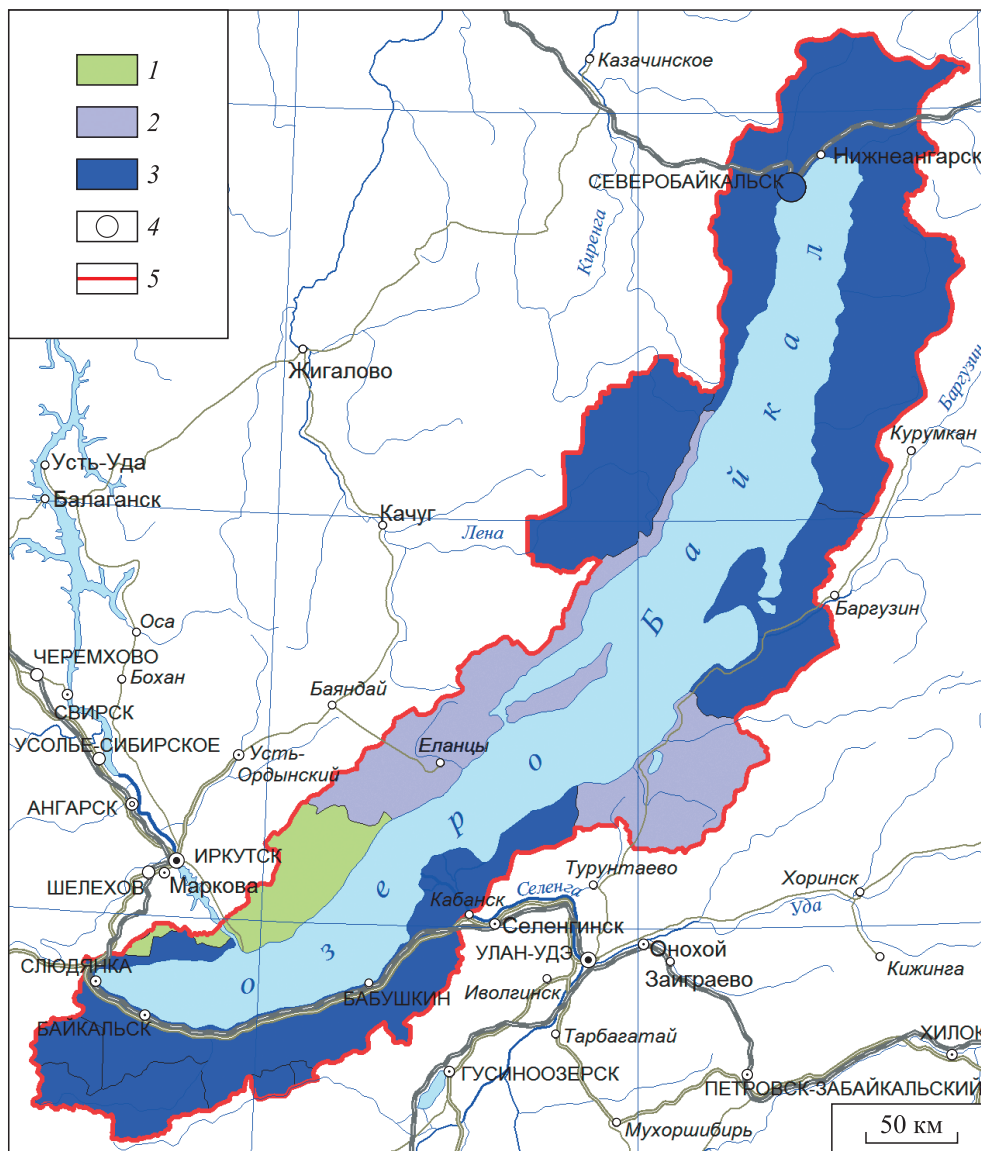 1
2
3
4
5
Казачинское
Нижнеангарск
СЕВЕРОБАЙКАЛЬСК
Киренга
л
а
Жигалово
Баргузин
к
Курумкан
Усть-Уда
й
Балаганск
Качуг
Лена
а
Баргузин
Оса
Б
ЧЕРЕМХОВО
Бохан
Баяндай
СВИРСК
УСОЛЬЕ-СИБИРСКОЕ
Усть-
Ордынский
Еланцы
о
АНГАРСК
р
ИРКУТСК
ШЕЛЕХОВ
Маркова
Турунтаево
Хоринск
е
Селенга
Кабанск
Уда
Селенгинск
з
УЛАН-УДЭ
Онохой
СЛЮДЯНКА
Заиграево
Кижинга
о
БАБУШКИН
Иволгинск
БАЙКАЛЬСК
Тарбагатай
ХИЛОК
ГУСИНООЗЕРСК
ПЕТРОВСК-ЗАБАЙКАЛЬСКИЙ
Мухоршибирь
50 км